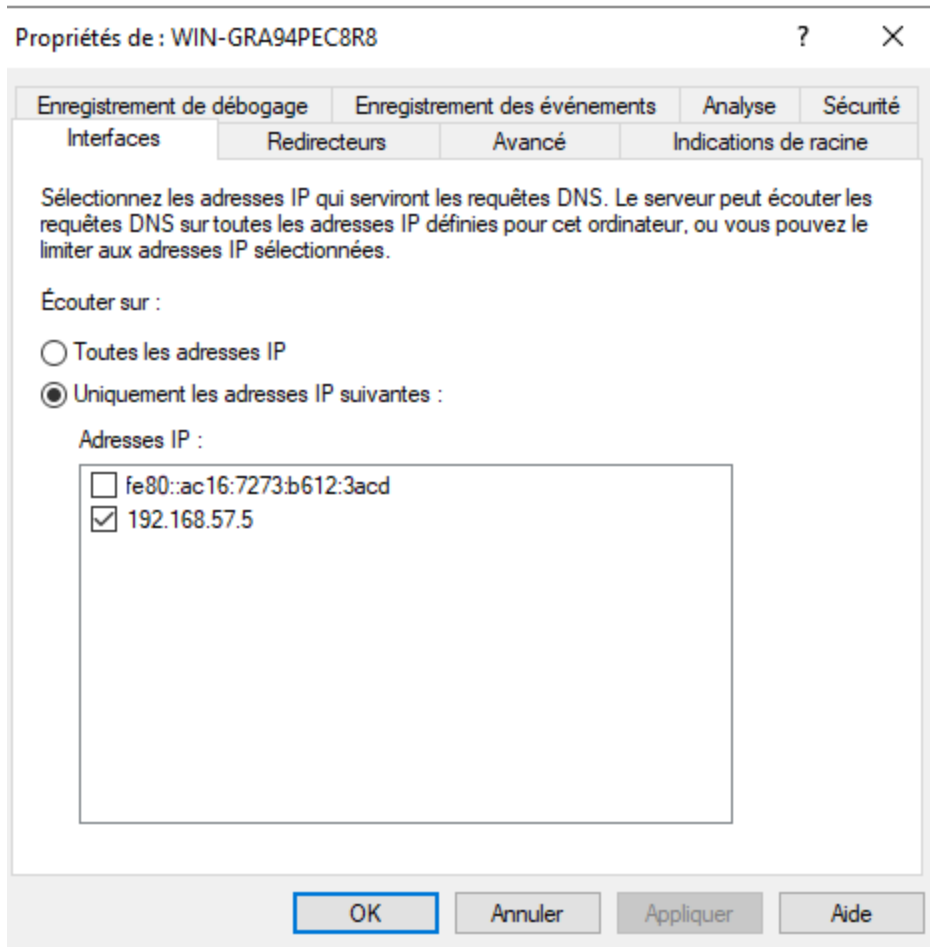 Propriétés de : WIN-GRA94PEC8R8 ?
Enregistrement de débogage Enregistrement des événements Analyse Sécurité
Interfaces Redirecteurs Avancé Indications de racine
Sélectionnez les adresses IP qui serviront les requêtes DNS. Le serveur peut écouter les
requêtes DNS sur toutes les adresses IP définies pour cet ordinateur, ou vous pouvez le
limiter aux adresses IP sélectionnées.
Écouter sur :
Toutes les adresses IP
Uniquement les adresses IP suivantes :
Adresses IP :
fe80::ac16:7273:b612:3acd
192.168.57.5
OK Annuler Appliquer Aide